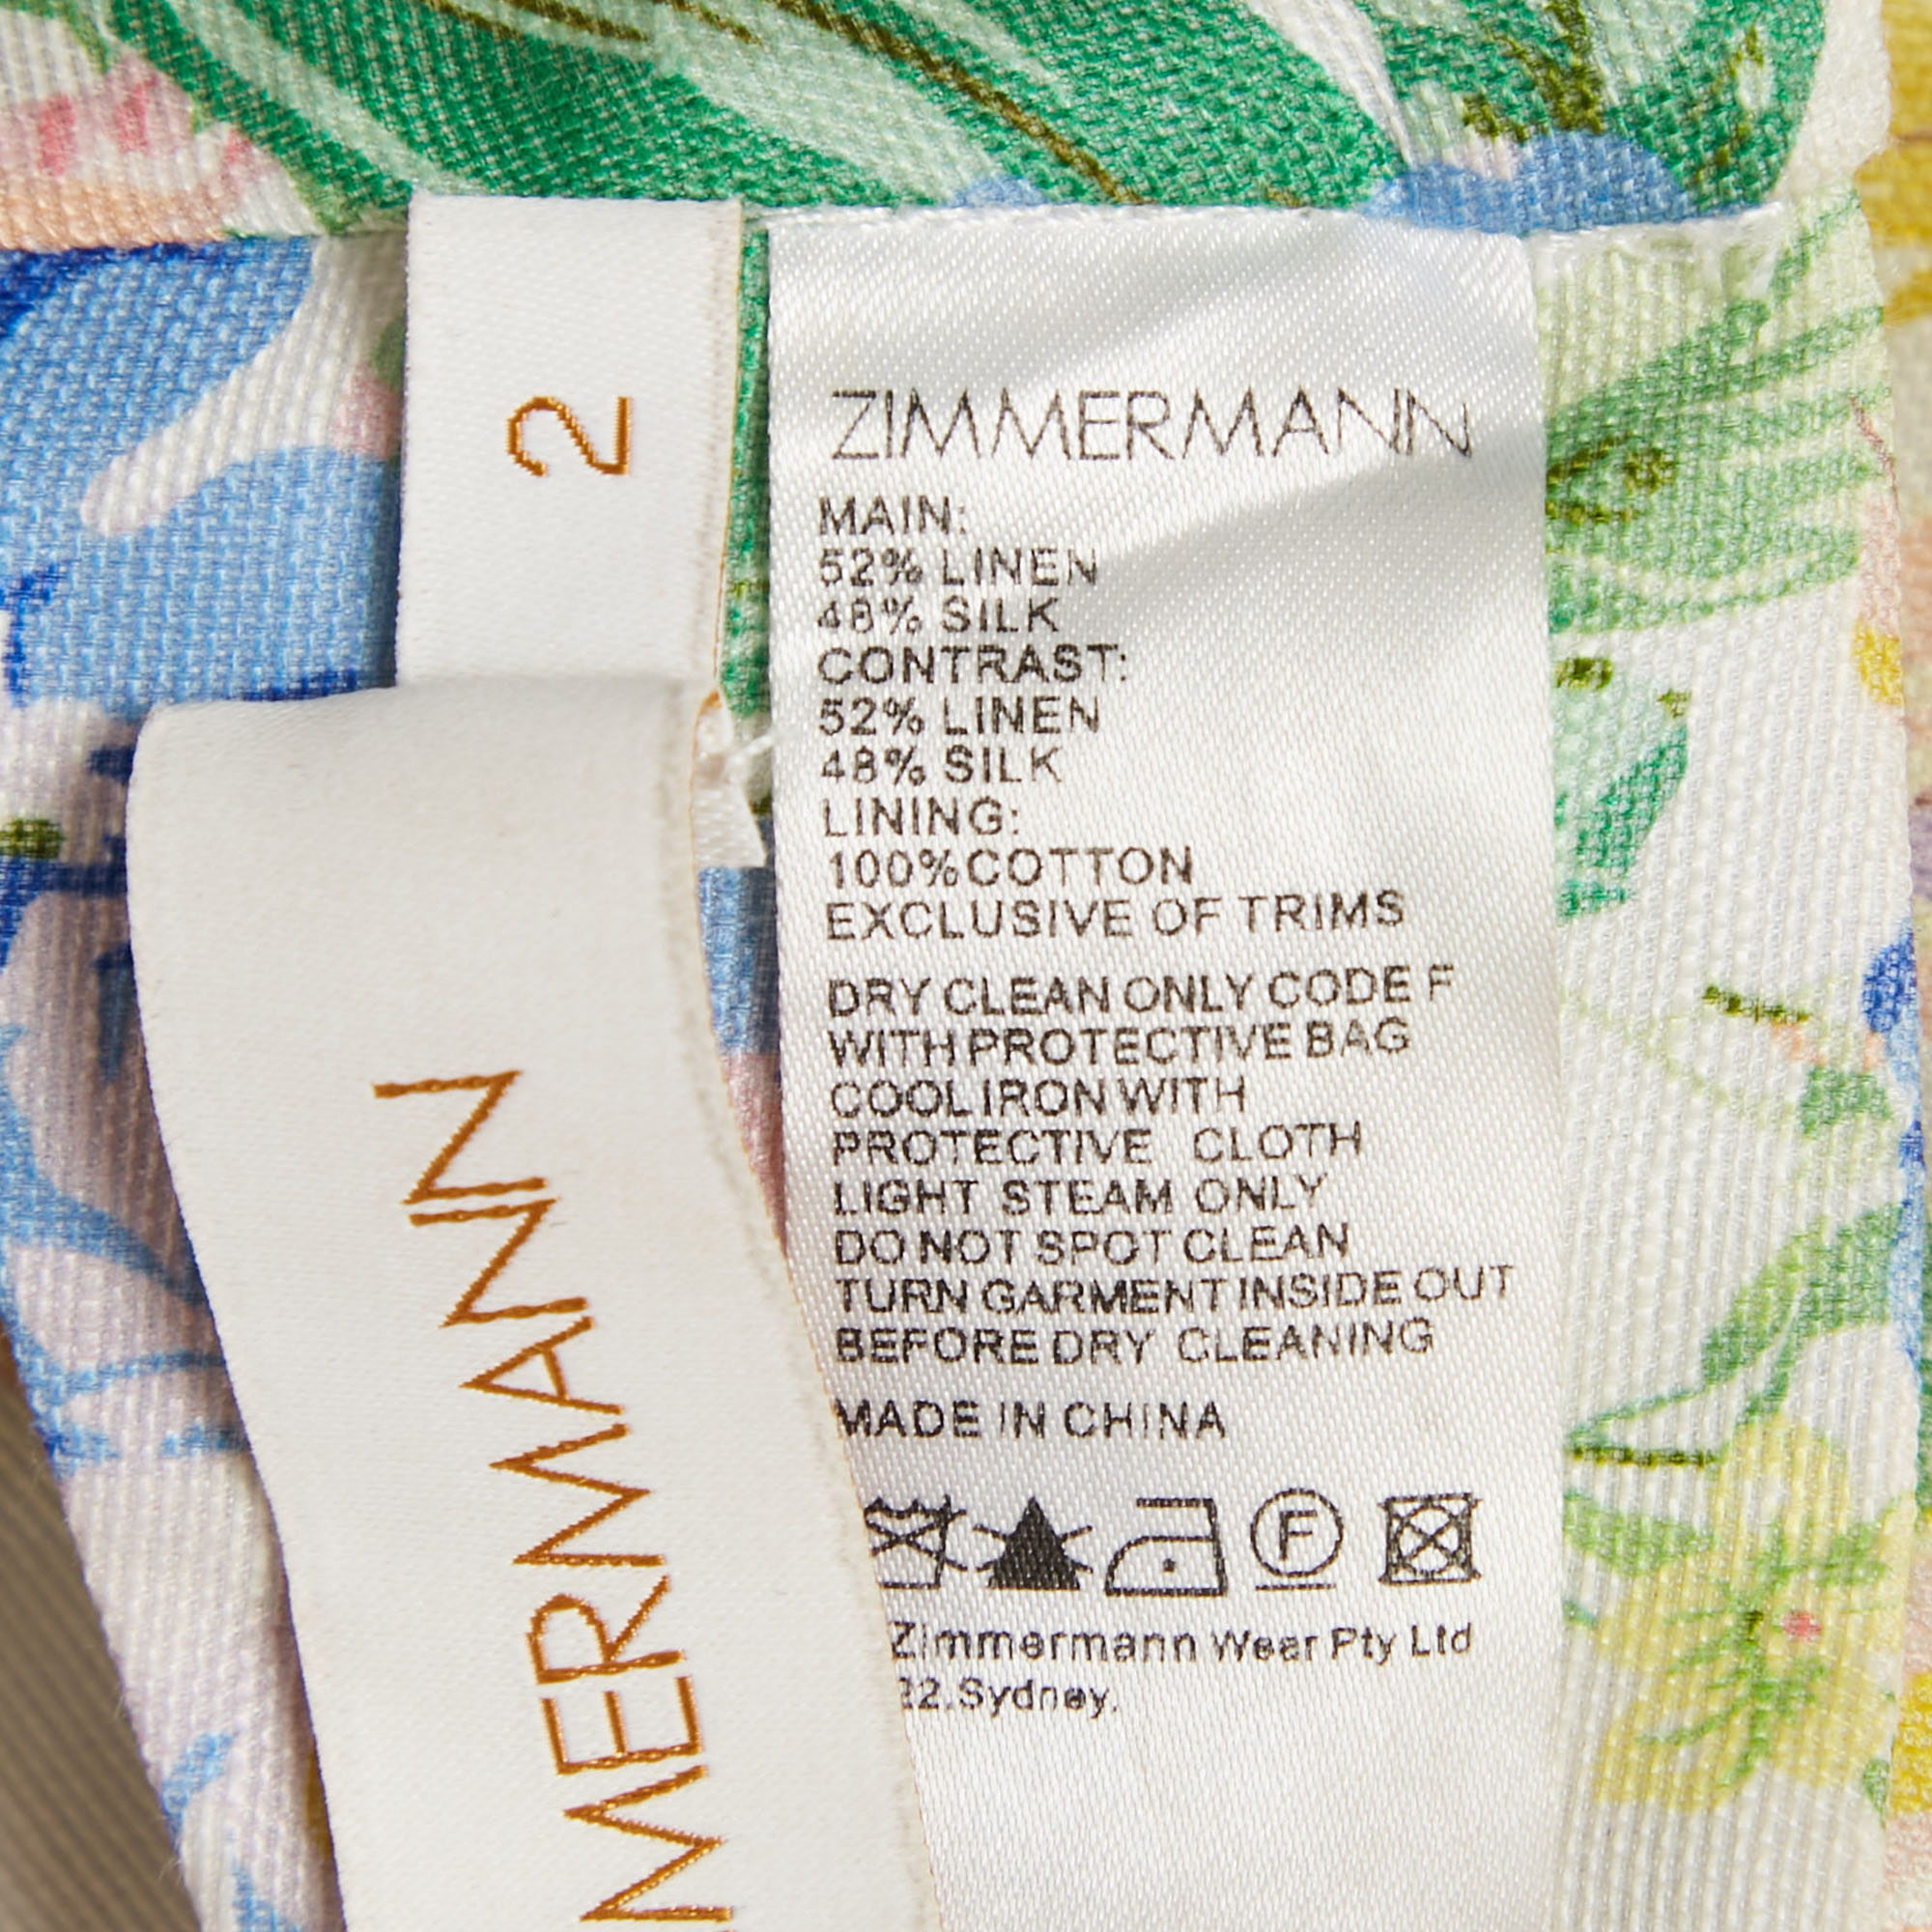 2
ZIMMERMANN
MAIN:
52% LINEN
48% SILK
CONTRAST:
52% LINEN
48% SILK
LINING:
100%COTTON
EXCLUSIVE OF TRIMS
DRY CLEAN ONLY CODE F
WITH PROTECTIVE BAG
COOL IRON WITH
PROTECTIVE CLOTH
LIGHT STEAM ONLY
DO NOT SPOT CLEAN
TURN GARMENT INSIDE OUT
BEFORE DRY CLEANING
MADE IN CHINA
F
Zimmermann Wear Pty Ltd
22.Sydney.
MMERMANN